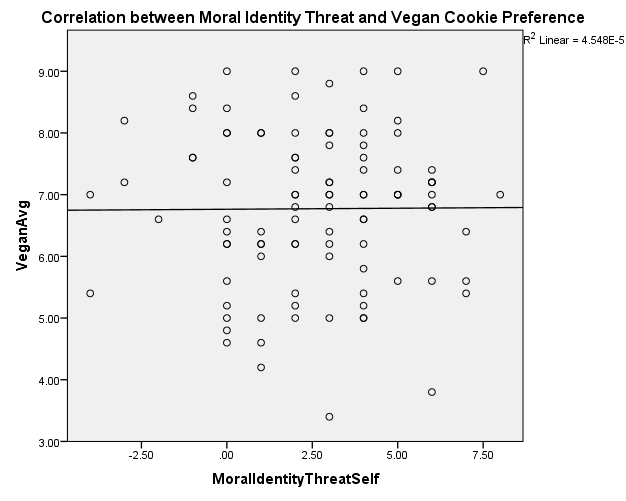 Correlation between Moral Identity Threat and Vegan Cookie Preference
R2 Linear = 4.548E-5
9.00
8.00
7.00
6.00
5.00
4.00
3.00
VeganAvg
-2.50 .00 2.50 5.00 7.50
MoralIdentityThreatSelf